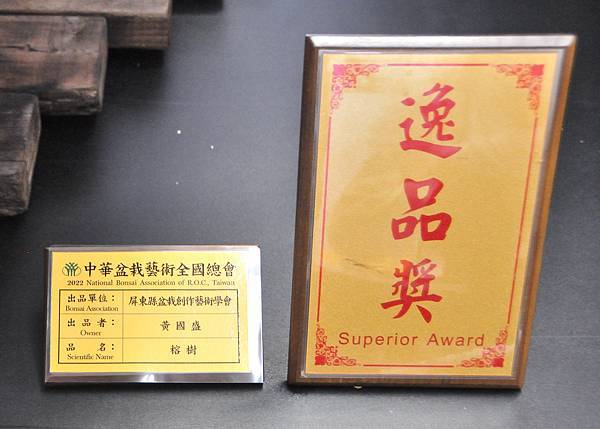 中華盆栽藝術全國總會
2022 National Bonsai Association of R.O.C., Taiwan
出品單位： 屏東縣盆栽創作藝術學會
Bonsai Association
出品者： 黃國盛
Owner
品名： 榕樹
Scientific Name
逸品獎
Superior Award